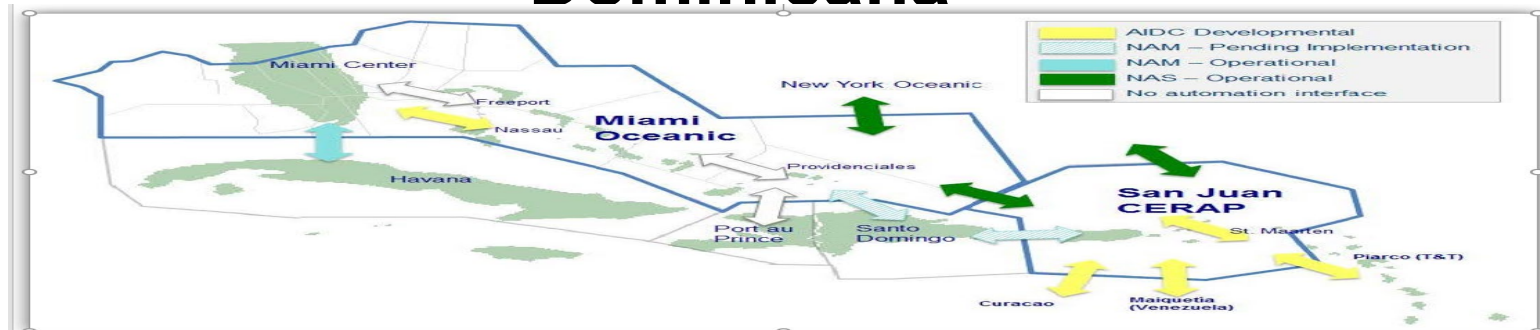 Dominicana
AIDC Developmental
NAM – Pending Implementation
NAM – Operational
NAS – Operational
No automation interface
Miami Center
New York Oceanic
Freeport
Nassau
Miami
Oceanic
Providenciales
Havana
San Juan
CERAP
Port au
Prince
Santo
Domingo
St. Maarten
Piarco (T&T)
Curacao
Maiquetia
(Venezuela)